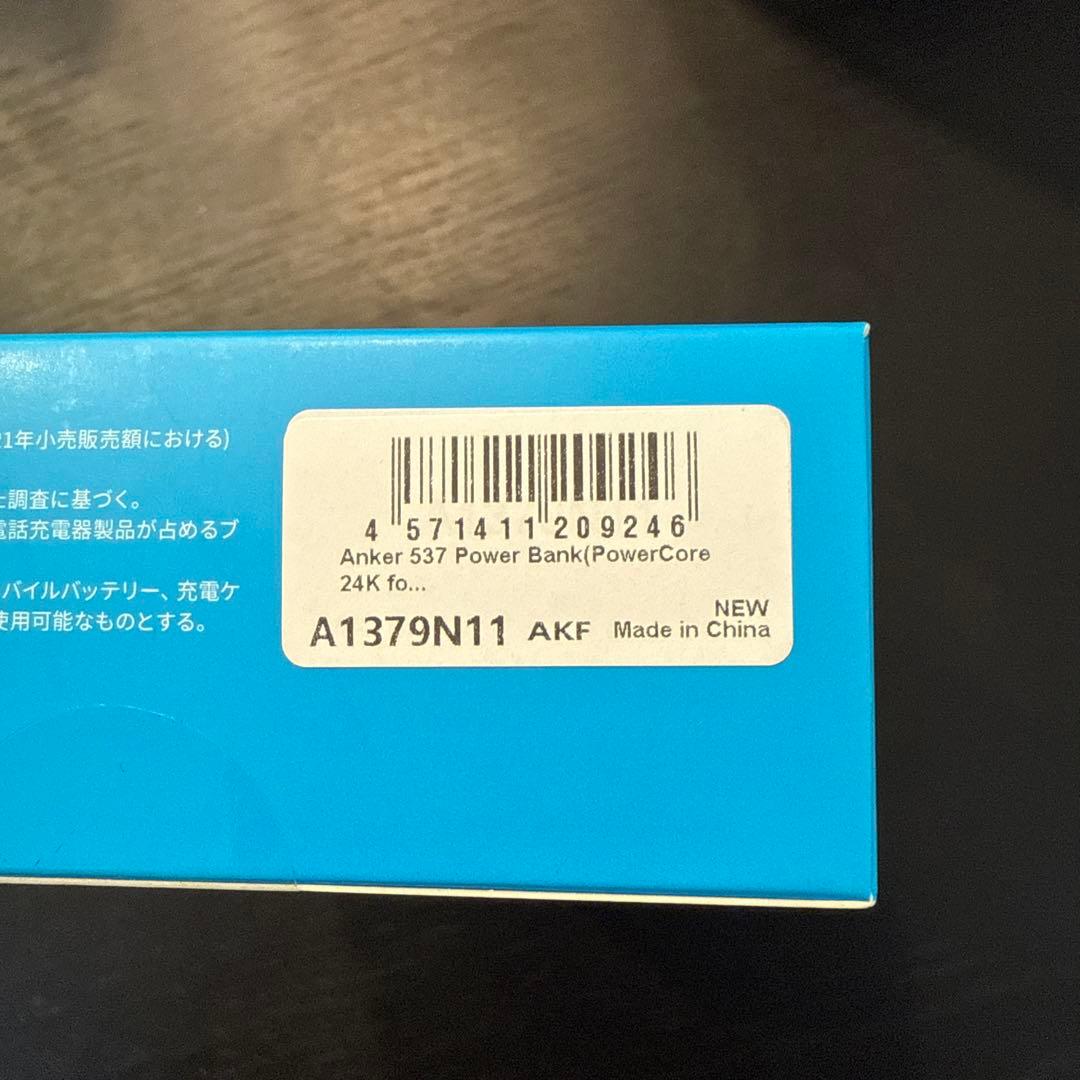 21年小売販売額における)
調査に基づく。
電話充電器製品が占めるブ
バイルバッテリー、充電ケ
使用可能なものとする。
4 571411 209246
Anker 537 Power Bank(PowerCore
24K fo...
NEW
A1379N11 AKF Made in China